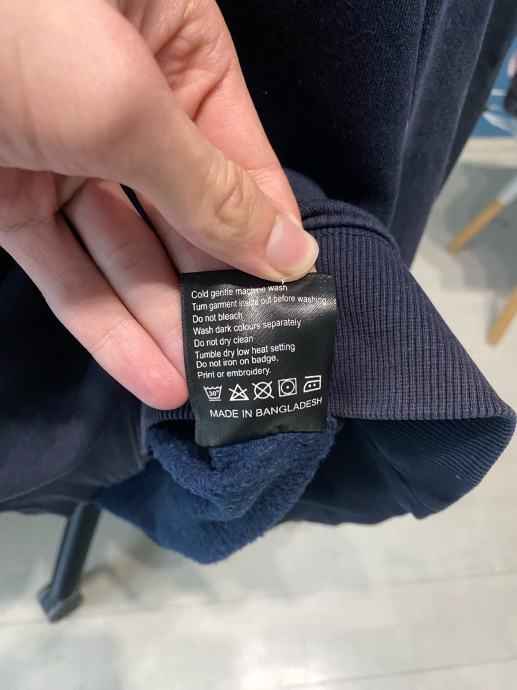 Cold gentle machine wash
Turn garment inside out before washing
Do not bleach
Wash dark colours separately
Do not dry clean
Tumble dry low heat setting
Do not iron on badge,
Print or embroidery.
30°
MADE IN BANGLADESH